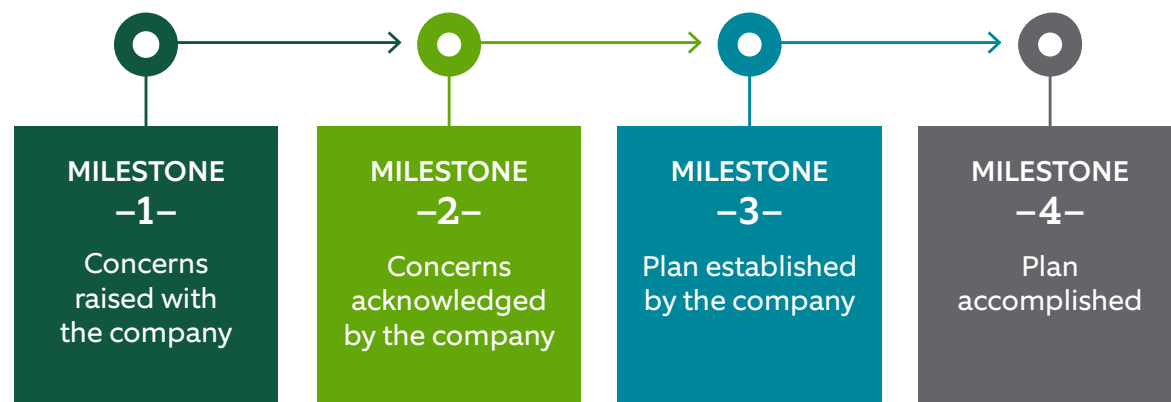 MILESTONE
–1–
Concerns
raised with
the company
MILESTONE
–2–
Concerns
acknowledged
by the company
MILESTONE
–3–
Plan established
by the company
MILESTONE
–4–
Plan
accomplished